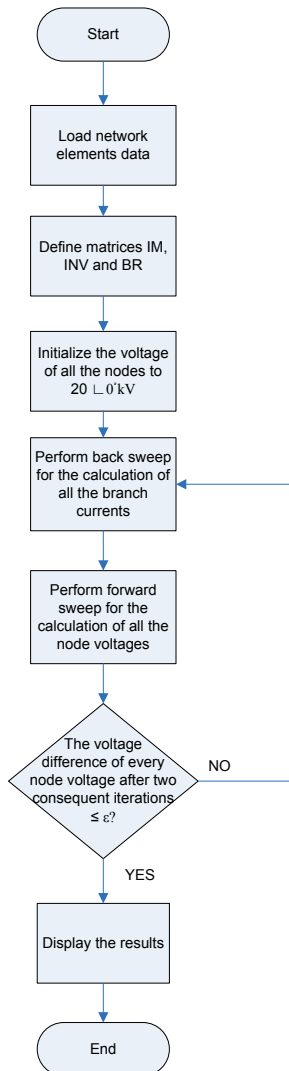 Start
Load network
elements data
Define matrices IM,
INV and BR
Initialize the voltage
of all the nodes to
20 ∟0°kV
Perform back sweep
for the calculation of
all the branch
currents
Perform forward
sweep for the
calculation of all the
node voltages
The voltage
difference of every
node voltage after two
consequent iterations
≤ ε?
NO
YES
Display the results
End